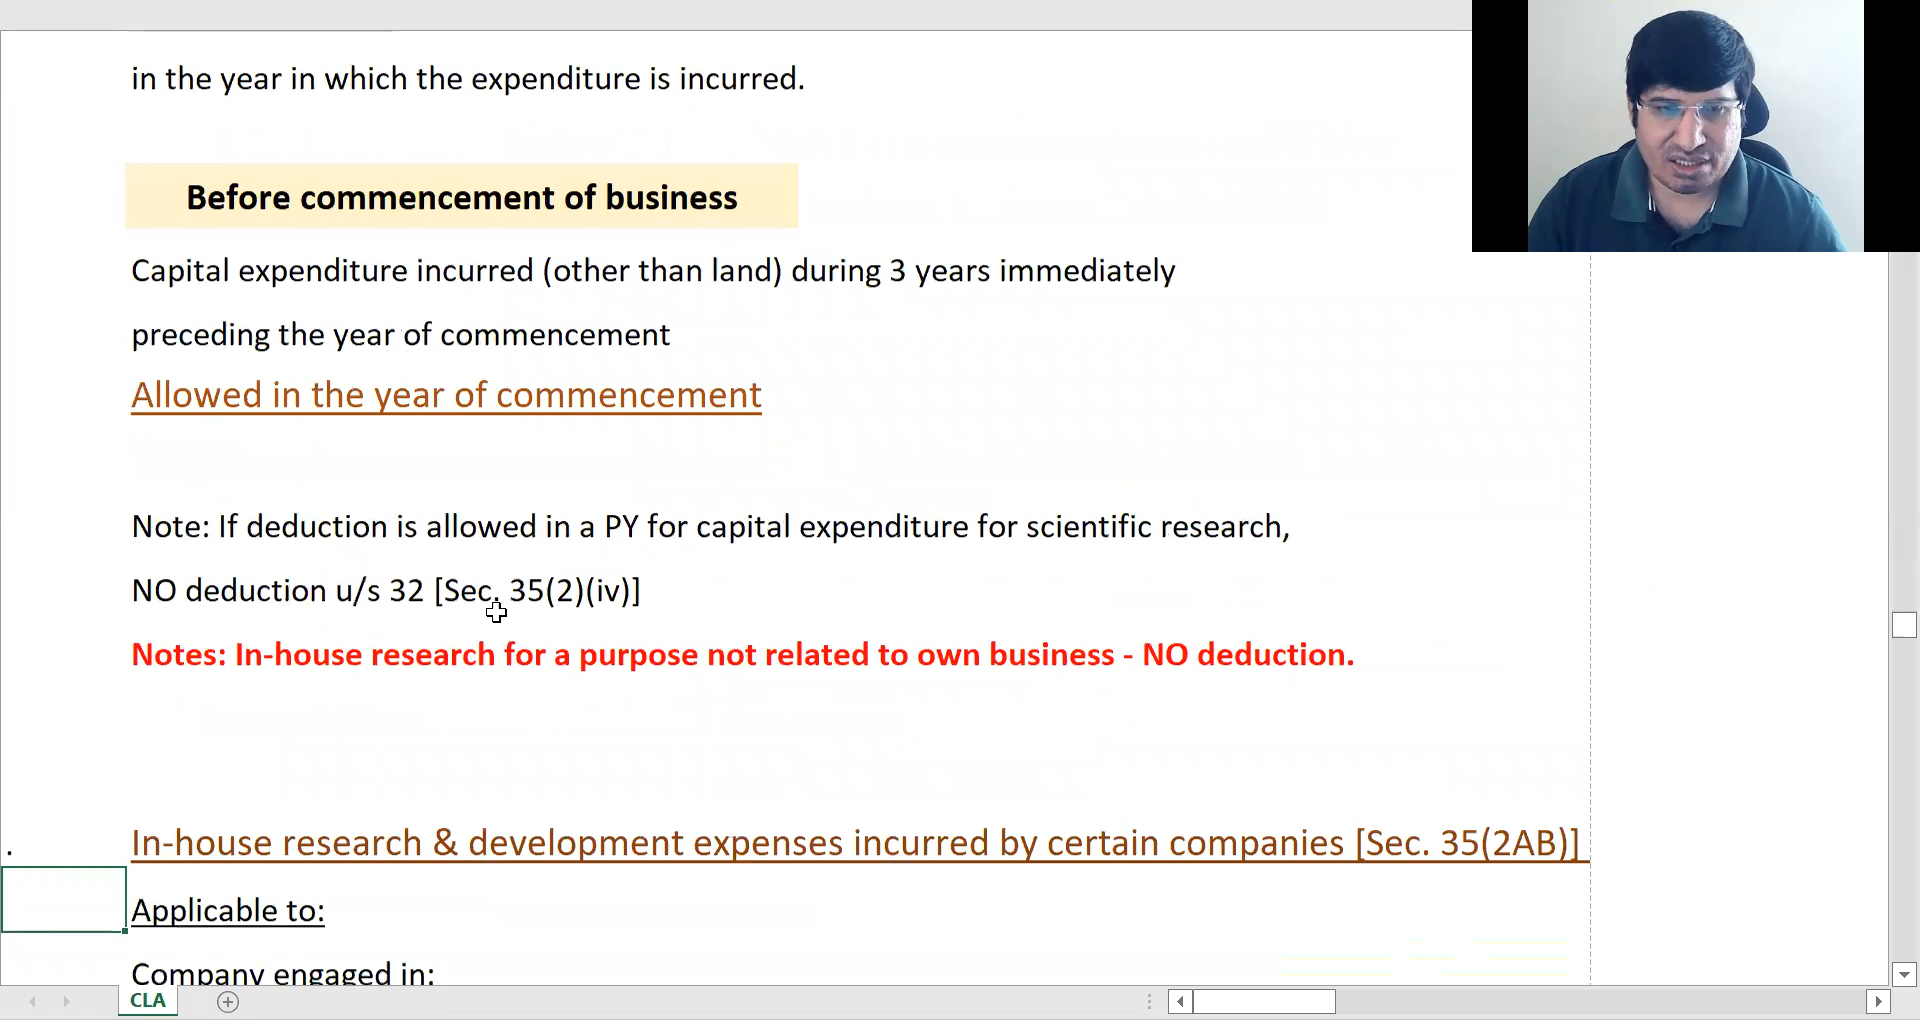 in the year in which the expenditure is incurred.
Before commencement of business
Capital expenditure incurred (other than land) during 3 years immediately
preceding the year of commencement
Allowed in the year of commencement
Note: If deduction is allowed in a PY for capital expenditure for scientific research,
NO deduction u/s 32 [Sec. 35(2)(iv)]
Notes: In-house research for a purpose not related to own business - NO deduction.
. In-house research & development expenses incurred by certain companies [Sec. 35(2AB)]
Applicable to:
Company engaged in:
CLA